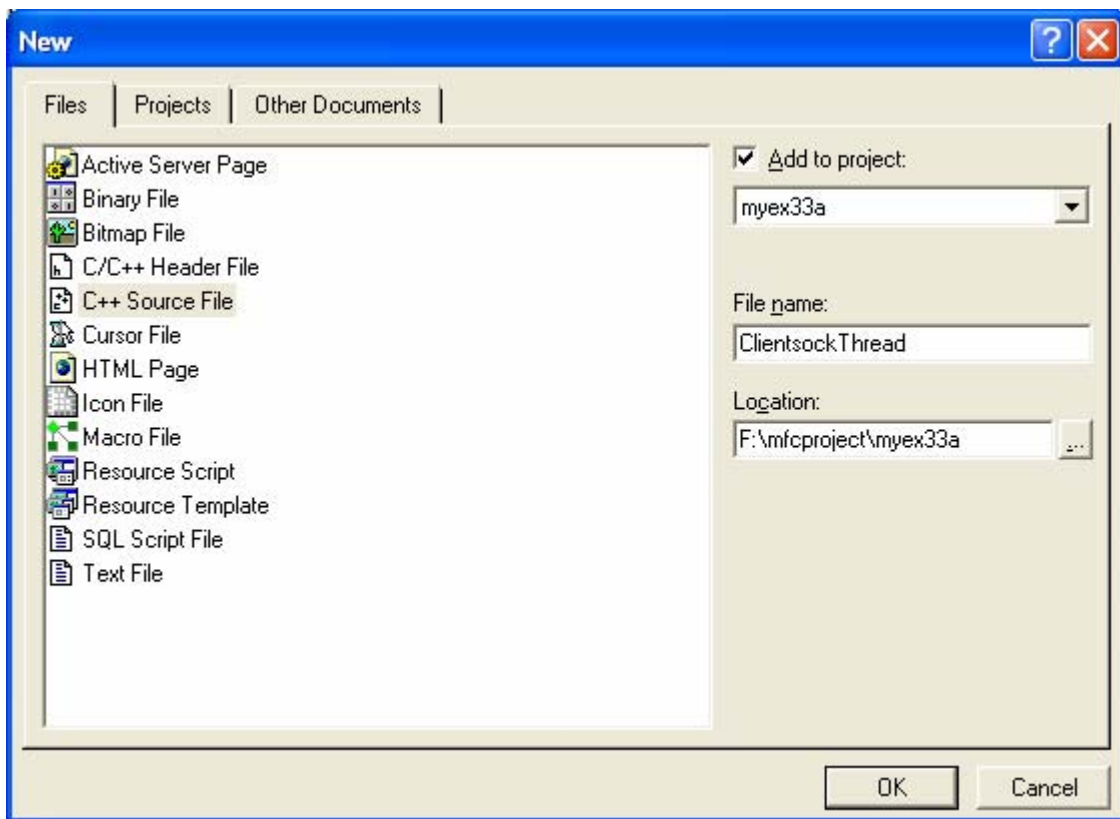 New
Files
Projects
Other Documents
Active Server Page
Binary File
Bitmap File
C/C++ Header File
C++ Source File
Cursor File
HTML Page
Icon File
Macro File
Resource Script
Resource Template
SQL Script File
Text File
Add to project:
myex33a
File name:
ClientsockThread
Location:
F:\mfcproject\myex33a
...
OK
Cancel